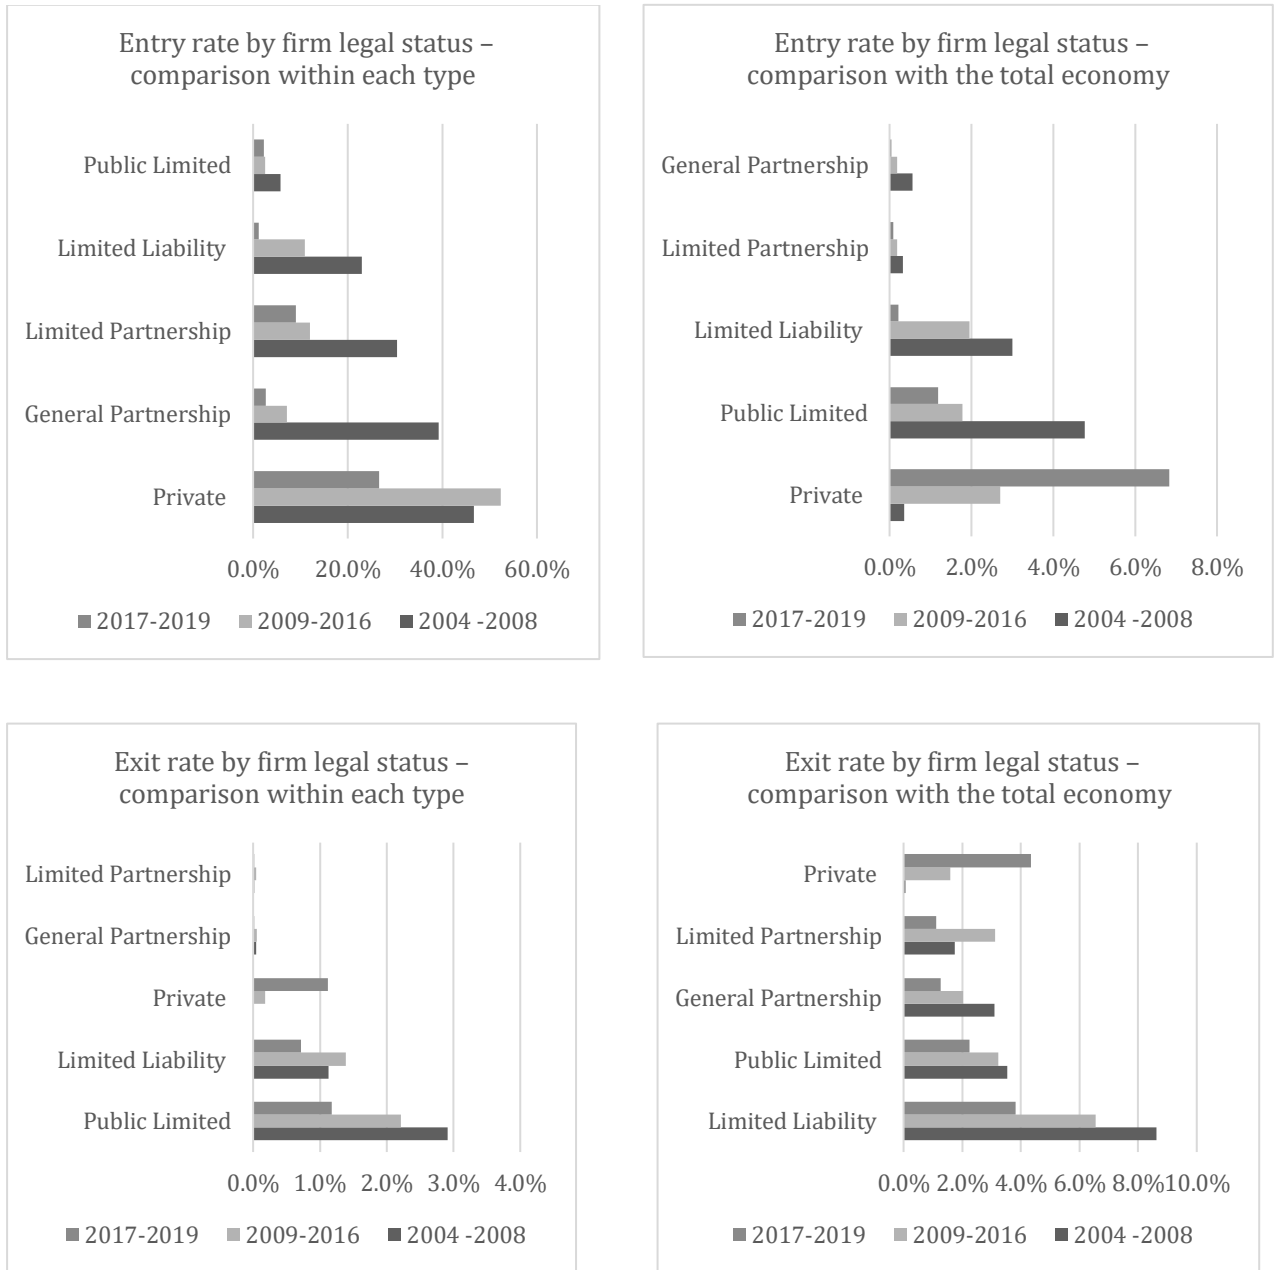 Entry rate by firm legal status –
comparison within each type
Public Limited
Limited Liability
Limited Partnership
General Partnership
Private
0.0% 20.0% 40.0% 60.0%
2017-2019 2009-2016 2004 -2008
Entry rate by firm legal status –
comparison with the total economy
General Partnership
Limited Partnership
Limited Liability
Public Limited
Private
0.0% 2.0% 4.0% 6.0% 8.0%
2017-2019 2009-2016 2004 -2008
Exit rate by firm legal status –
comparison within each type
Limited Partnership
General Partnership
Private
Limited Liability
Public Limited
0.0% 1.0% 2.0% 3.0% 4.0%
2017-2019 2009-2016 2004 -2008
Exit rate by firm legal status –
comparison with the total economy
Private
Limited Partnership
General Partnership
Public Limited
Limited Liability
0.0% 2.0% 4.0% 6.0% 8.0%10.0%
2017-2019 2009-2016 2004 -2008